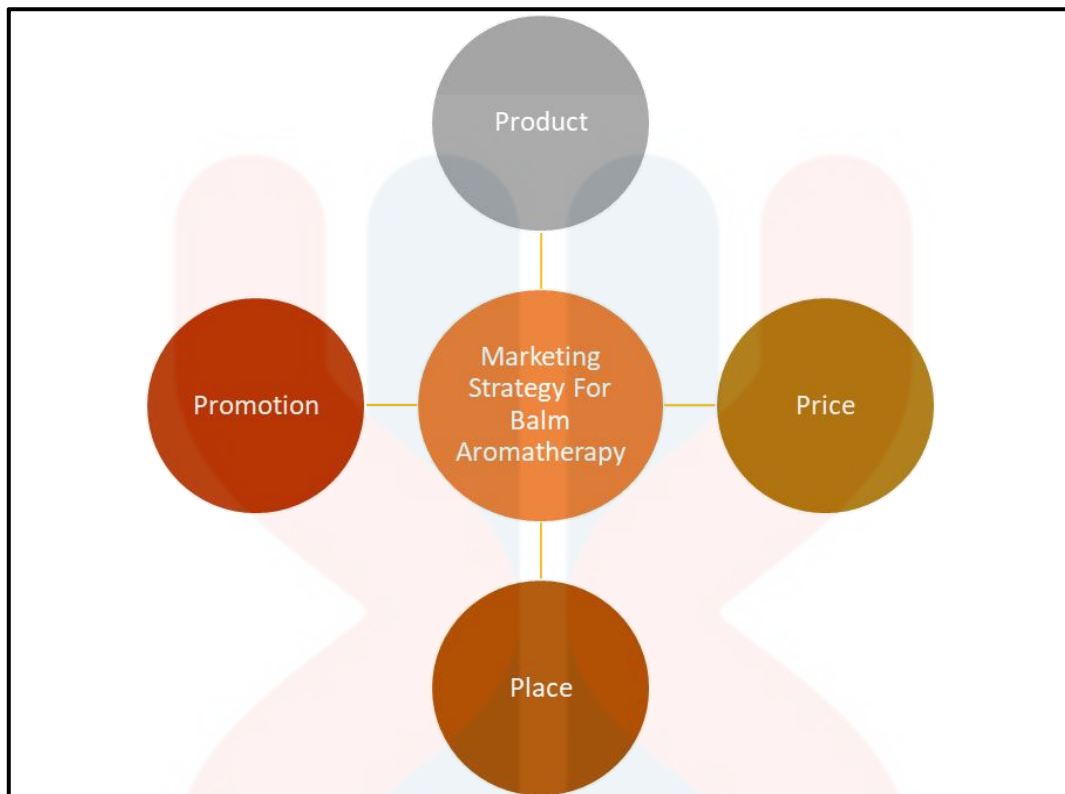 Product
Promotion
Marketing
Strategy For
Balm
Aromatherapy
Price
Place